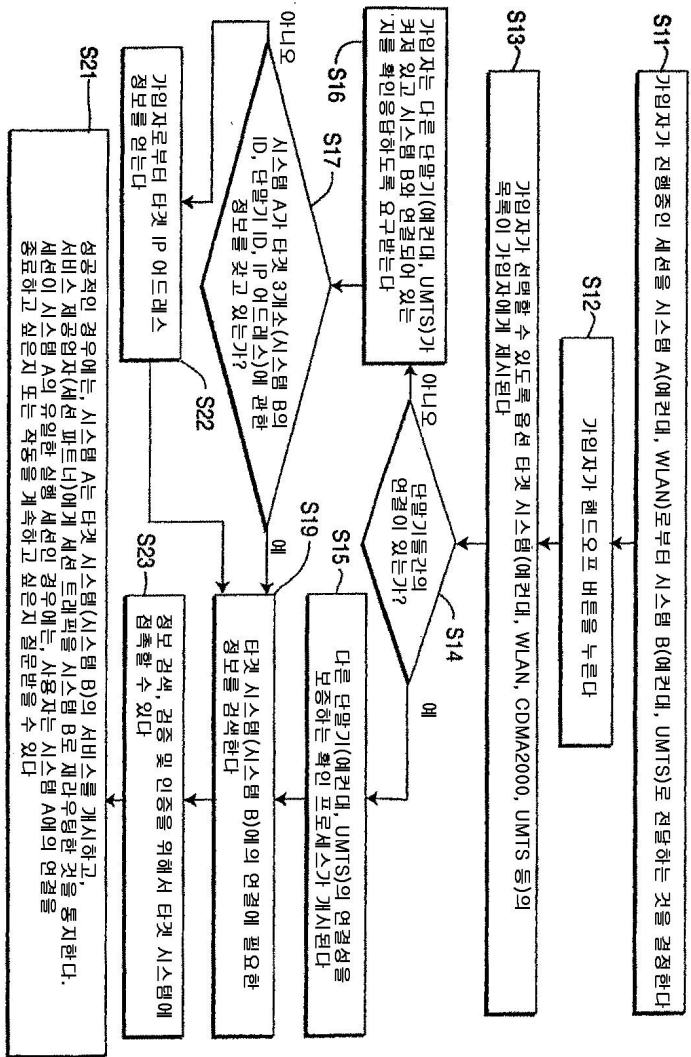 S11
가입자가 진행중인 세션을 시스템 A(예컨대, WLAN)로부터 시스템 B(예컨대, UMTS)로 전달하는 것을 결정한다
S12
가입자가 핸드오프 버튼을 누른다
S13
가입자가 선택할 수 있도록 옵션 타겟 시스템(예컨대, WLAN, CDMA2000, UMTS 등)의
목록이 가입자에게 제시된다
S14
단말기들간의
연결이 있는가?
아니오
예
S15
다른 단말기(예컨대, UMTS)의 연결성을
보증하는 확인 프로세스가 개시된다
S16
가입자는 다른 단말기(예컨대, UMTS)가
켜져 있고 시스템 B와 연결되어 있는
지를 확인응답하도록 요구받는다
S17
시스템 A가 타겟 3개소(시스템 B의
ID, 단말기 ID, IP 어드레스)에 관한
정보를 갖고 있는가?
아니오
예
S19
타겟 시스템(시스템 B)에의 연결에 필요한
정보를 검색한다
S22
가입자로부터 타겟 IP 어드레스
정보를 얻는다
S23
정보 검색, 검증 및 인증을 위해서 타겟 시스템에
접촉할 수 있다
S21
성공적인 경우에는, 시스템 A는 타겟 시스템(시스템 B)의 서비스를 개시하고,
서비스 제공업자(세션 파트너)에게 세션 트래픽을 시스템 B로 재라우팅한 것을 통지한다.
세션이 시스템 A의 유일한 실행 세션인 경우에는, 사용자는 시스템 A에의 연결을
종료하고 싶은지 또는 작동을 계속하고 싶은지 질문받을 수 있다